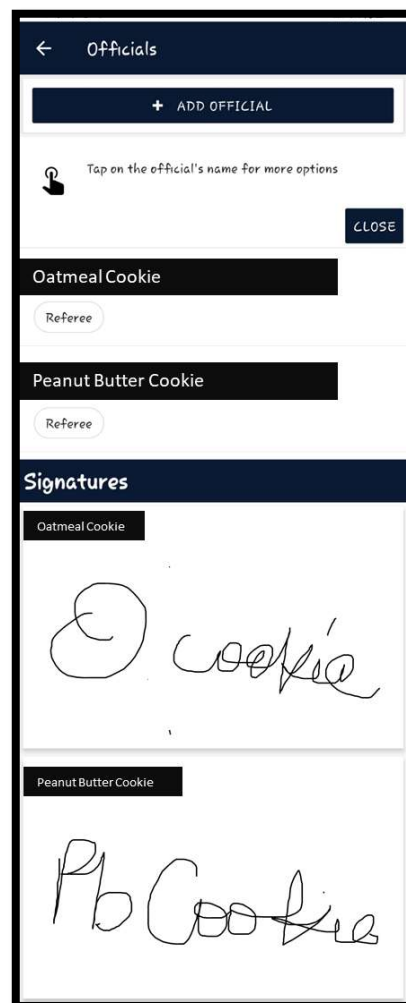 Officials
+ ADD OFFICIAL
Tap on the official's name for more options
CLOSE
Oatmeal Cookie
Referee
Peanut Butter Cookie
Referee
Signatures
Oatmeal Cookie
O cookie
Peanut Butter Cookie
Pb Cookie